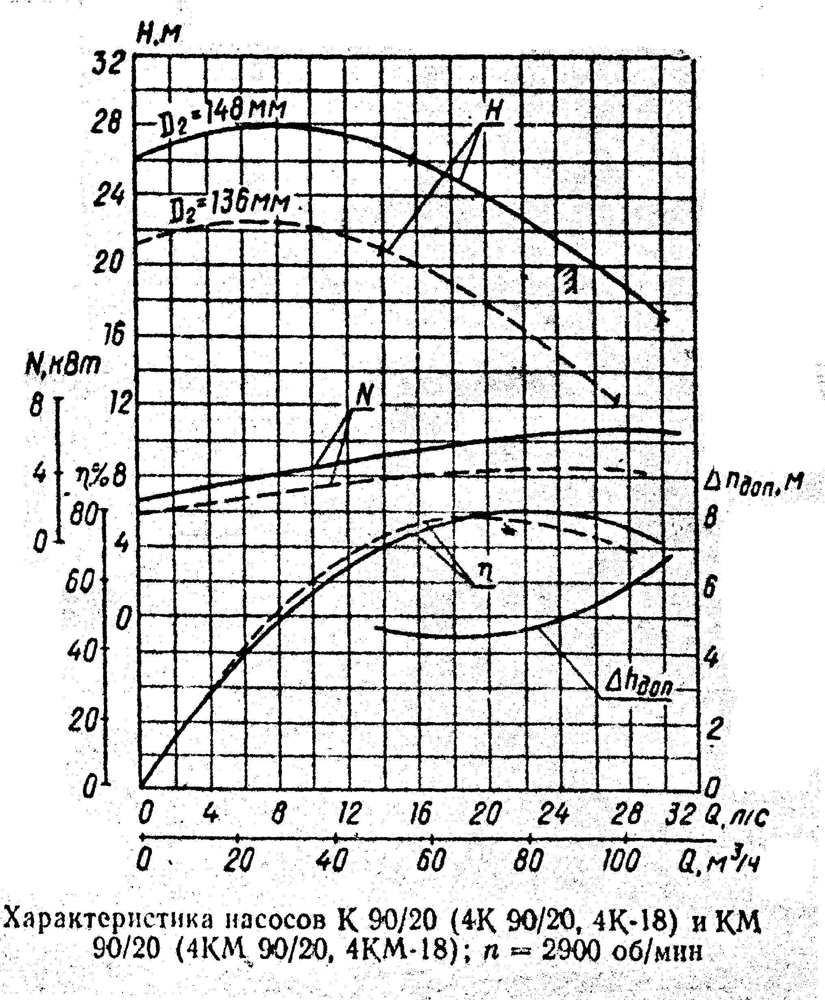 H.м
32
D₂=148мм
H
28
24
D₂=136мм
20
16
N,кВт
8
12
N
4
η%
8
Δhдоп,м
80
8
0
4
60
η
6
0
40
4
Δhдоп
20
2
0
0
0 4 8 12 16 20 24 28 32 Q,л/с
0 20 40 60 80 100 Q,м³/ч
Характеристика насосов К 90/20 (4К 90/20, 4К-18) и КМ
90/20 (4КМ 90/20, 4КМ-18); n = 2900 об/мин